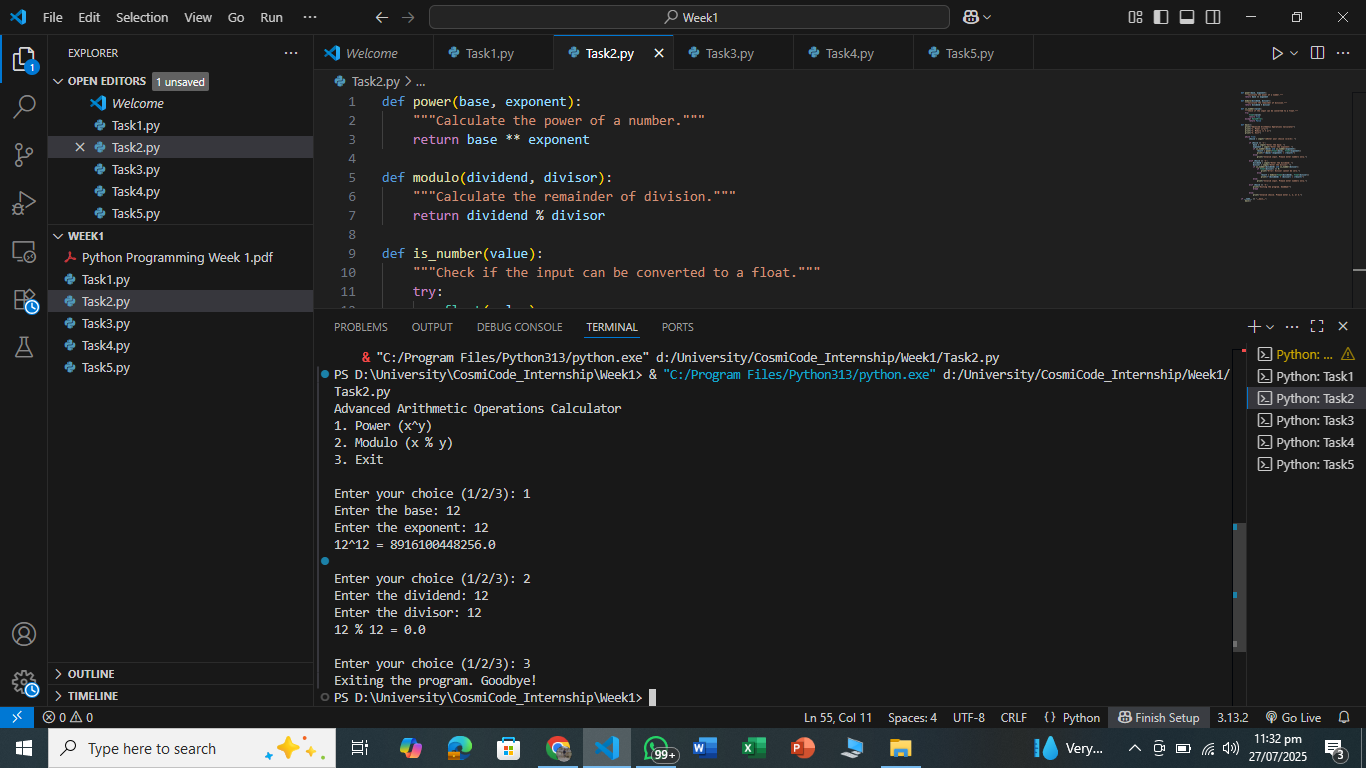 File Edit Selection View Go Run ··· Week1
EXPLORER ···
OPEN EDITORS 1 unsaved
Welcome
Task1.py
Task2.py
Task3.py
Task4.py
Task5.py
WEEK1
Python Programming Week 1.pdf
Task1.py
Task2.py
Task3.py
Task4.py
Task5.py
OUTLINE
TIMELINE
Welcome Task1.py Task2.py Task3.py Task4.py Task5.py
Task2.py > ...
1 def power(base, exponent):
2 """Calculate the power of a number."""
3 return base ** exponent
4
5 def modulo(dividend, divisor):
6 """Calculate the remainder of division."""
7 return dividend % divisor
8
9 def is_number(value):
10 """Check if the input can be converted to a float."""
11 try:
PROBLEMS OUTPUT DEBUG CONSOLE TERMINAL PORTS
& "C:/Program Files/Python313/python.exe" d:/University/CosmiCode_Internship/Week1/Task2.py
PS D:\University\CosmiCode_Internship\Week1> & "C:/Program Files/Python313/python.exe" d:/University/CosmiCode_Internship/Week1/
Task2.py
Advanced Arithmetic Operations Calculator
1. Power (x^y)
2. Modulo (x % y)
3. Exit
Enter your choice (1/2/3): 1
Enter the base: 12
Enter the exponent: 12
12^12 = 8916100448256.0
Enter your choice (1/2/3): 2
Enter the dividend: 12
Enter the divisor: 12
12 % 12 = 0.0
Enter your choice (1/2/3): 3
Exiting the program. Goodbye!
PS D:\University\CosmiCode_Internship\Week1>
Python: ...
Python: Task1
Python: Task2
Python: Task3
Python: Task4
Python: Task5
0 0 Ln 55, Col 11 Spaces: 4 UTF-8 CRLF {} Python Finish Setup 3.13.2 Go Live
Type here to search 99+ Very... 11:32 pm
27/07/2025 3